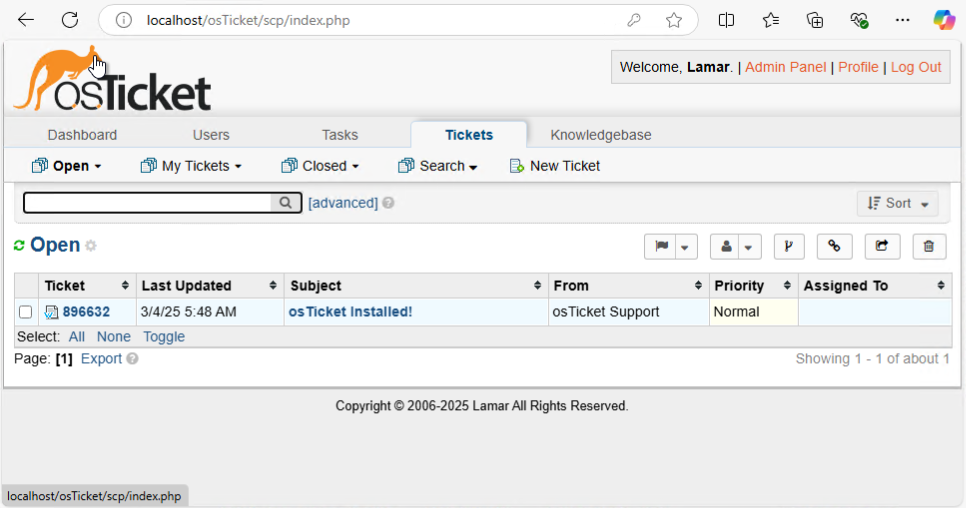 localhost/osTicket/scp/index.php
osTicket
Welcome, Lamar. | Admin Panel | Profile | Log Out
Dashboard Users Tasks Tickets Knowledgebase
Open My Tickets Closed Search New Ticket
[advanced] Sort
Open
Ticket Last Updated Subject From Priority Assigned To
896632 3/4/25 5:48 AM osTicket Installed! osTicket Support Normal
Select: All None Toggle
Page: [1] Export Showing 1 - 1 of about 1
Copyright © 2006-2025 Lamar All Rights Reserved.
localhost/osTicket/scp/index.php